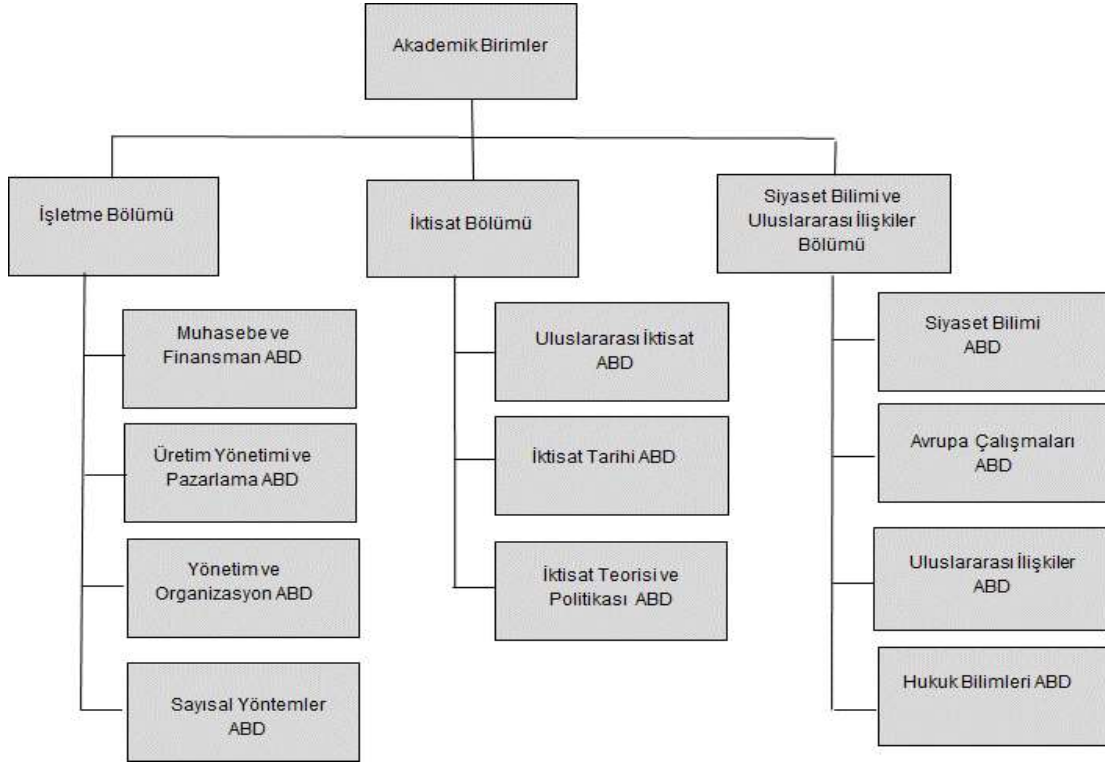 Akademik Birimler
İşletme Bölümü
İktisat Bölümü
Siyaset Bilimi ve
Uluslararası İlişkiler
Bölümü
Muhasebe ve
Finansman ABD
Üretim Yönetimi ve
Pazarlama ABD
Yönetim ve
Organizasyon ABD
Sayısal Yöntemler
ABD
Uluslararası İktisat
ABD
İktisat Tarihi ABD
İktisat Teorisi ve
Politikası ABD
Siyaset Bilimi
ABD
Avrupa Çalışmaları
ABD
Uluslararası İlişkiler
ABD
Hukuk Bilimleri ABD